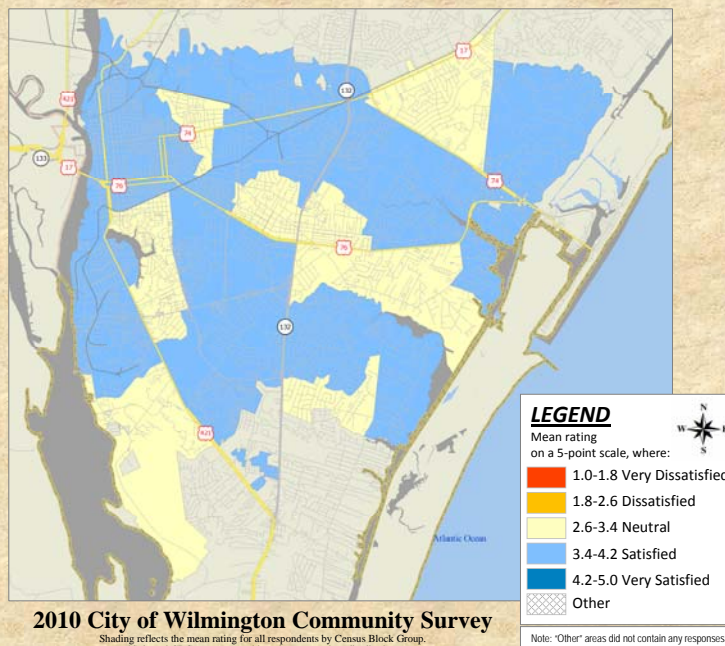 17
132
421
74
133
17
76
74
76
132
421
Atlantic Ocean
LEGEND
N
W
S
Mean rating
on a 5-point scale, where:
1.0-1.8 Very Dissatisfied
1.8-2.6 Dissatisfied
2.6-3.4 Neutral
3.4-4.2 Satisfied
4.2-5.0 Very Satisfied
Other
2010 City of Wilmington Community Survey
Shading reflects the mean rating for all respondents by Census Block Group.
Note: "Other" areas did not contain any responses